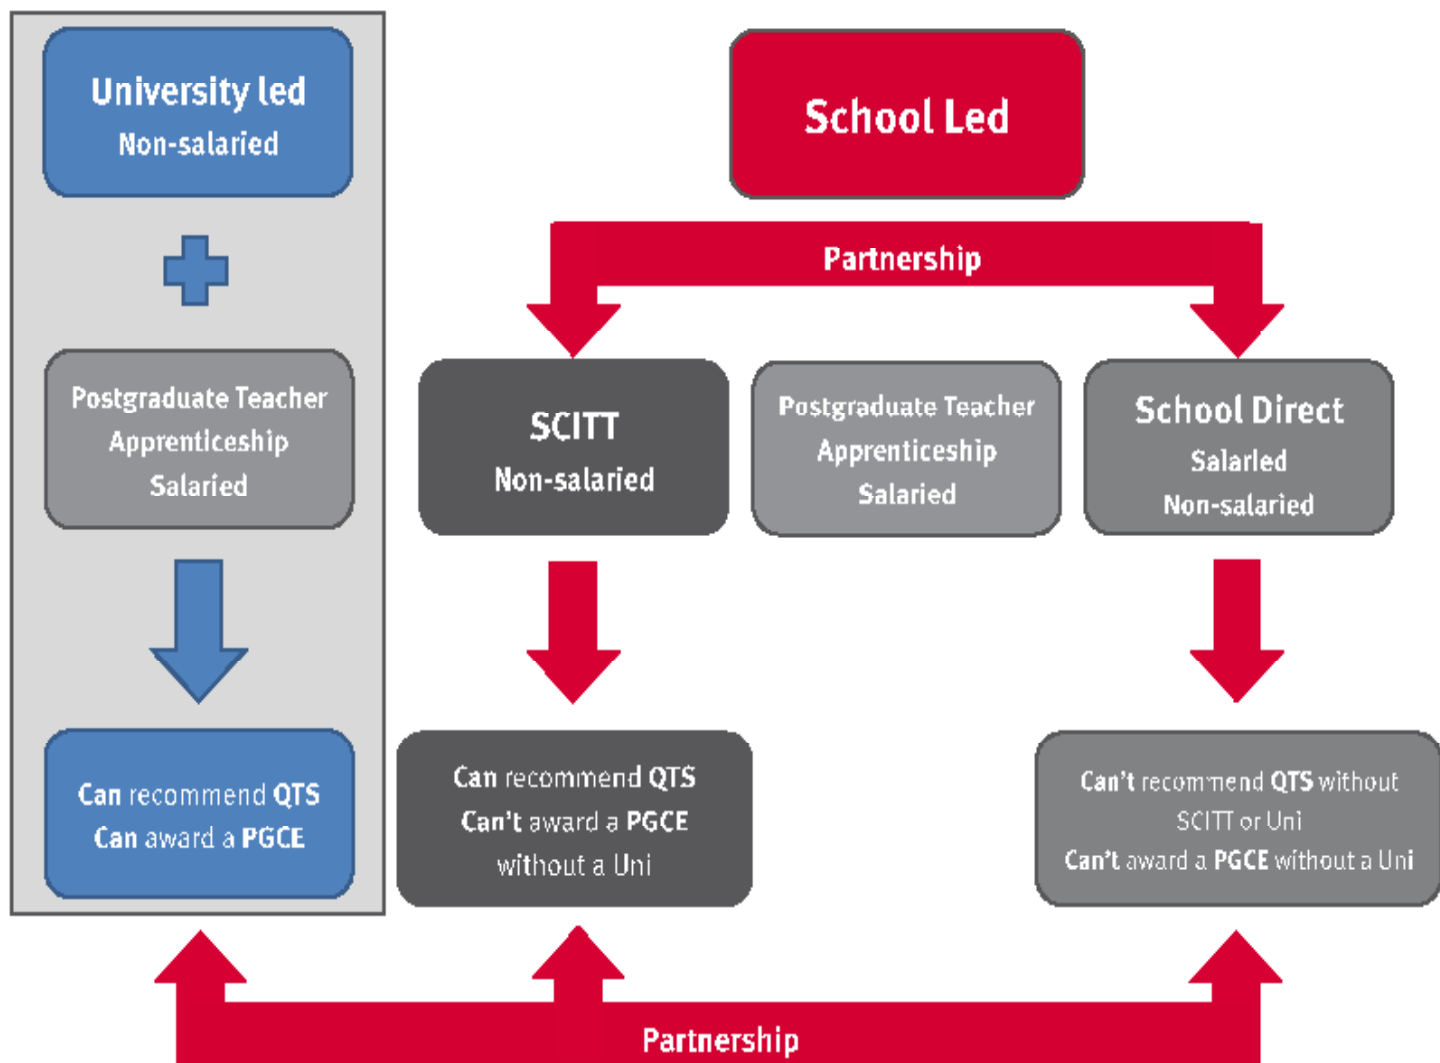 University led
Non-salaried
Postgraduate Teacher
Apprenticeship
Salaried
School Led
Partnership
SCITT
Non-salaried
Postgraduate Teacher
Apprenticeship
Salaried
School Direct
Salaried
Non-salaried
Can recommend QTS
Can award a PGCE
Can recommend QTS
Can't award a PGCE
without a Uni
Can't recommend QTS without
SCITT or Uni
Can't award a PGCE without a Uni
Partnership